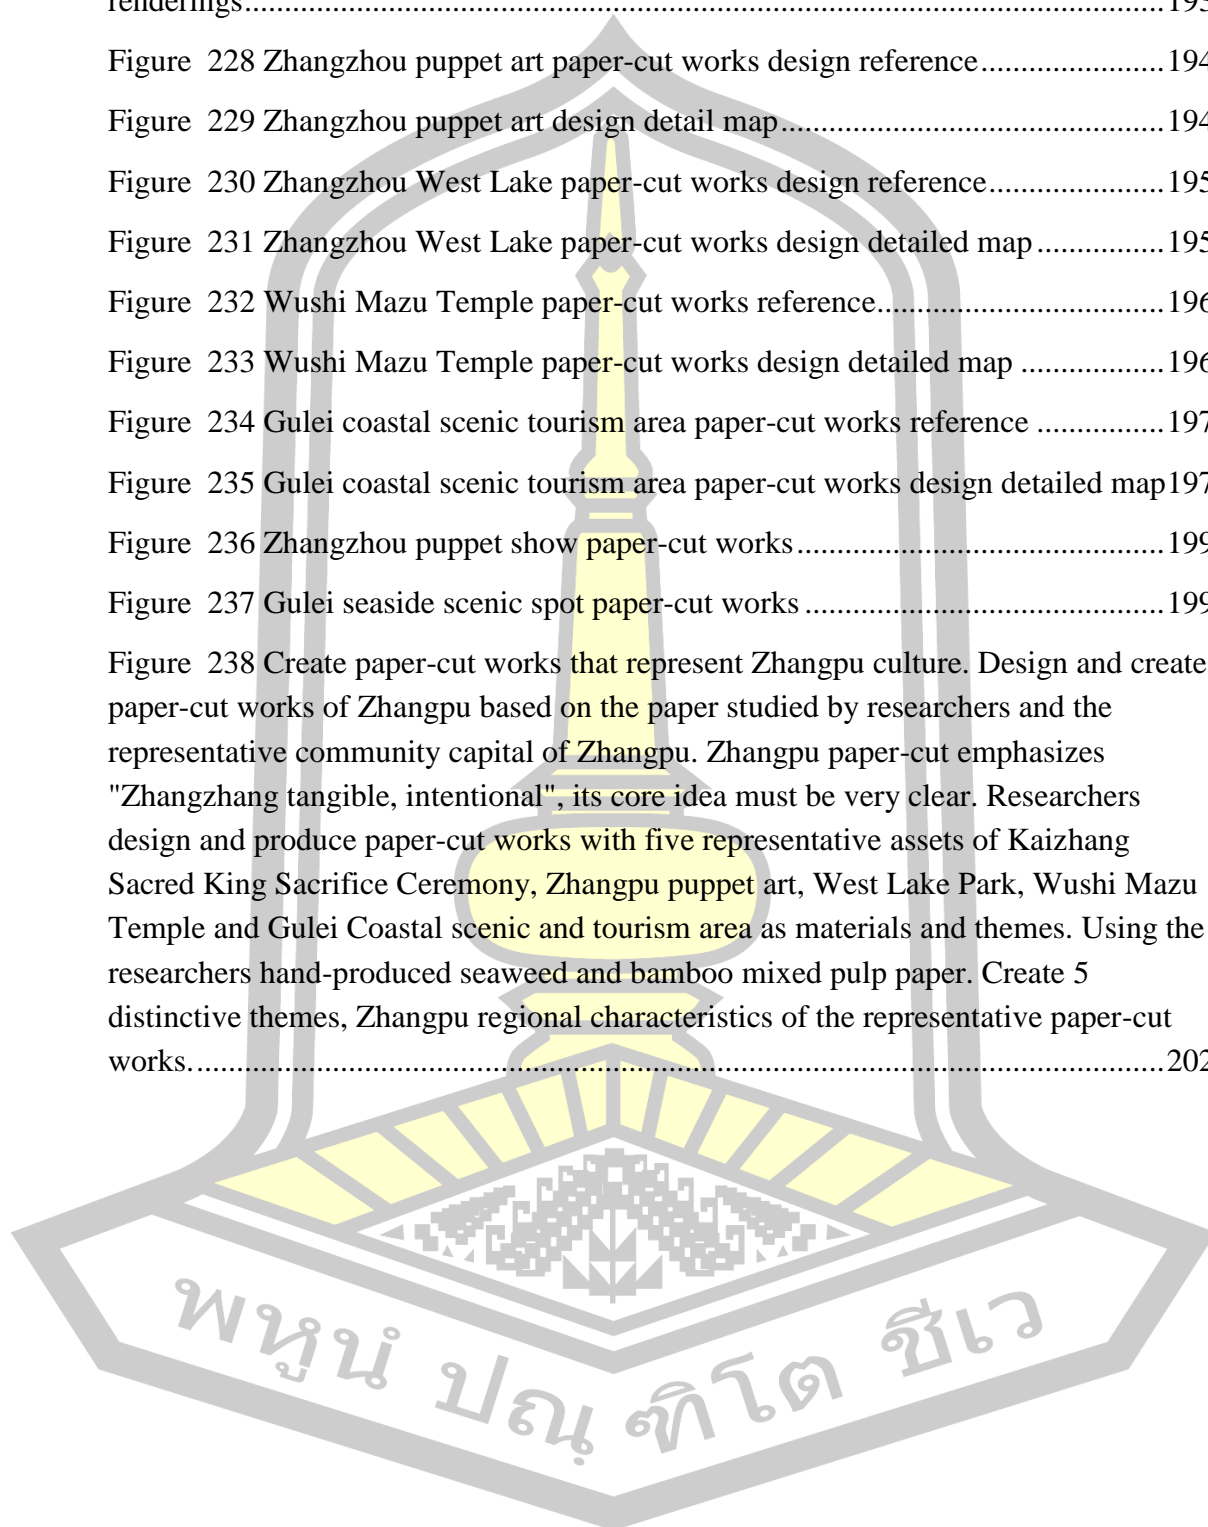 renderings....................................................................................................................193
Figure  228 Zhangzhou puppet art paper-cut works design reference.......................194
Figure  229 Zhangzhou puppet art design detail map................................................194
Figure  230 Zhangzhou West Lake paper-cut works design reference......................195
Figure  231 Zhangzhou West Lake paper-cut works design detailed map................195
Figure  232 Wushi Mazu Temple paper-cut works reference....................................196
Figure  233 Wushi Mazu Temple paper-cut works design detailed map ..................196
Figure  234 Gulei coastal scenic tourism area paper-cut works reference ................197
Figure  235 Gulei coastal scenic tourism area paper-cut works design detailed map197
Figure  236 Zhangzhou puppet show paper-cut works..............................................199
Figure  237 Gulei seaside scenic spot paper-cut works.............................................199
Figure  238 Create paper-cut works that represent Zhangpu culture. Design and create
paper-cut works of Zhangpu based on the paper studied by researchers and the
representative community capital of Zhangpu. Zhangpu paper-cut emphasizes
"Zhangzhang tangible, intentional", its core idea must be very clear. Researchers
design and produce paper-cut works with five representative assets of Kaizhang
Sacred King Sacrifice Ceremony, Zhangpu puppet art, West Lake Park, Wushi Mazu
Temple and Gulei Coastal scenic and tourism area as materials and themes. Using the
researchers hand-produced seaweed and bamboo mixed pulp paper. Create 5
distinctive themes, Zhangpu regional characteristics of the representative paper-cut
works..........................................................................................................................202
พหูนํ ปณฺฑิโต ชีเว